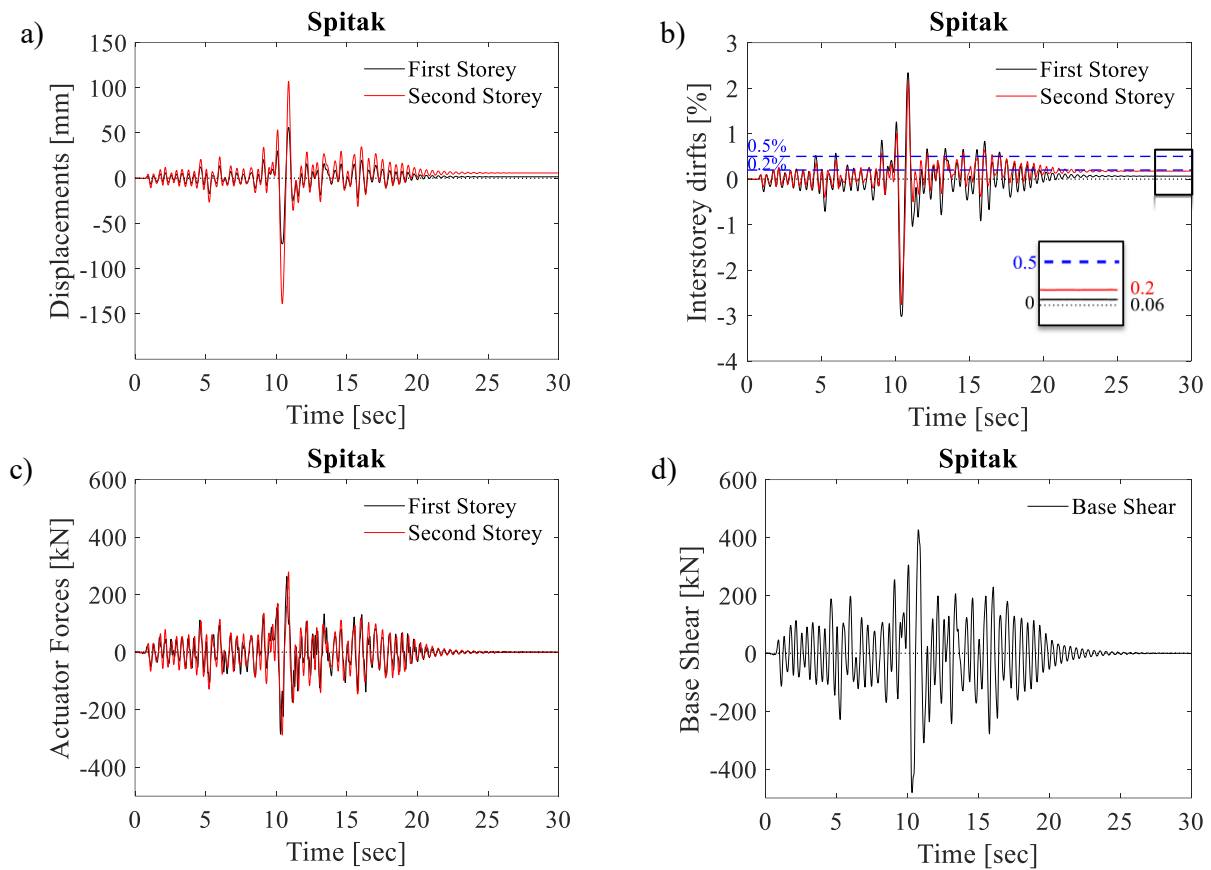 a)
Spitak
Displacements [mm]
150
100
50
0
-50
-100
-150
First Storey
Second Storey
0 5 10 15 20 25 30
Time [sec]
b)
Spitak
Interstorey dirfts [%]
3
2
1
0
-1
-2
-3
-4
First Storey
Second Storey
0.5%
0.2%
0.5
0.2
0
0.06
0 5 10 15 20 25 30
Time [sec]
c)
Spitak
Actuator Forces [kN]
600
400
200
0
-200
-400
First Storey
Second Storey
0 5 10 15 20 25 30
Time [sec]
d)
Spitak
Base Shear [kN]
600
400
200
0
-200
-400
Base Shear
0 5 10 15 20 25 30
Time [sec]